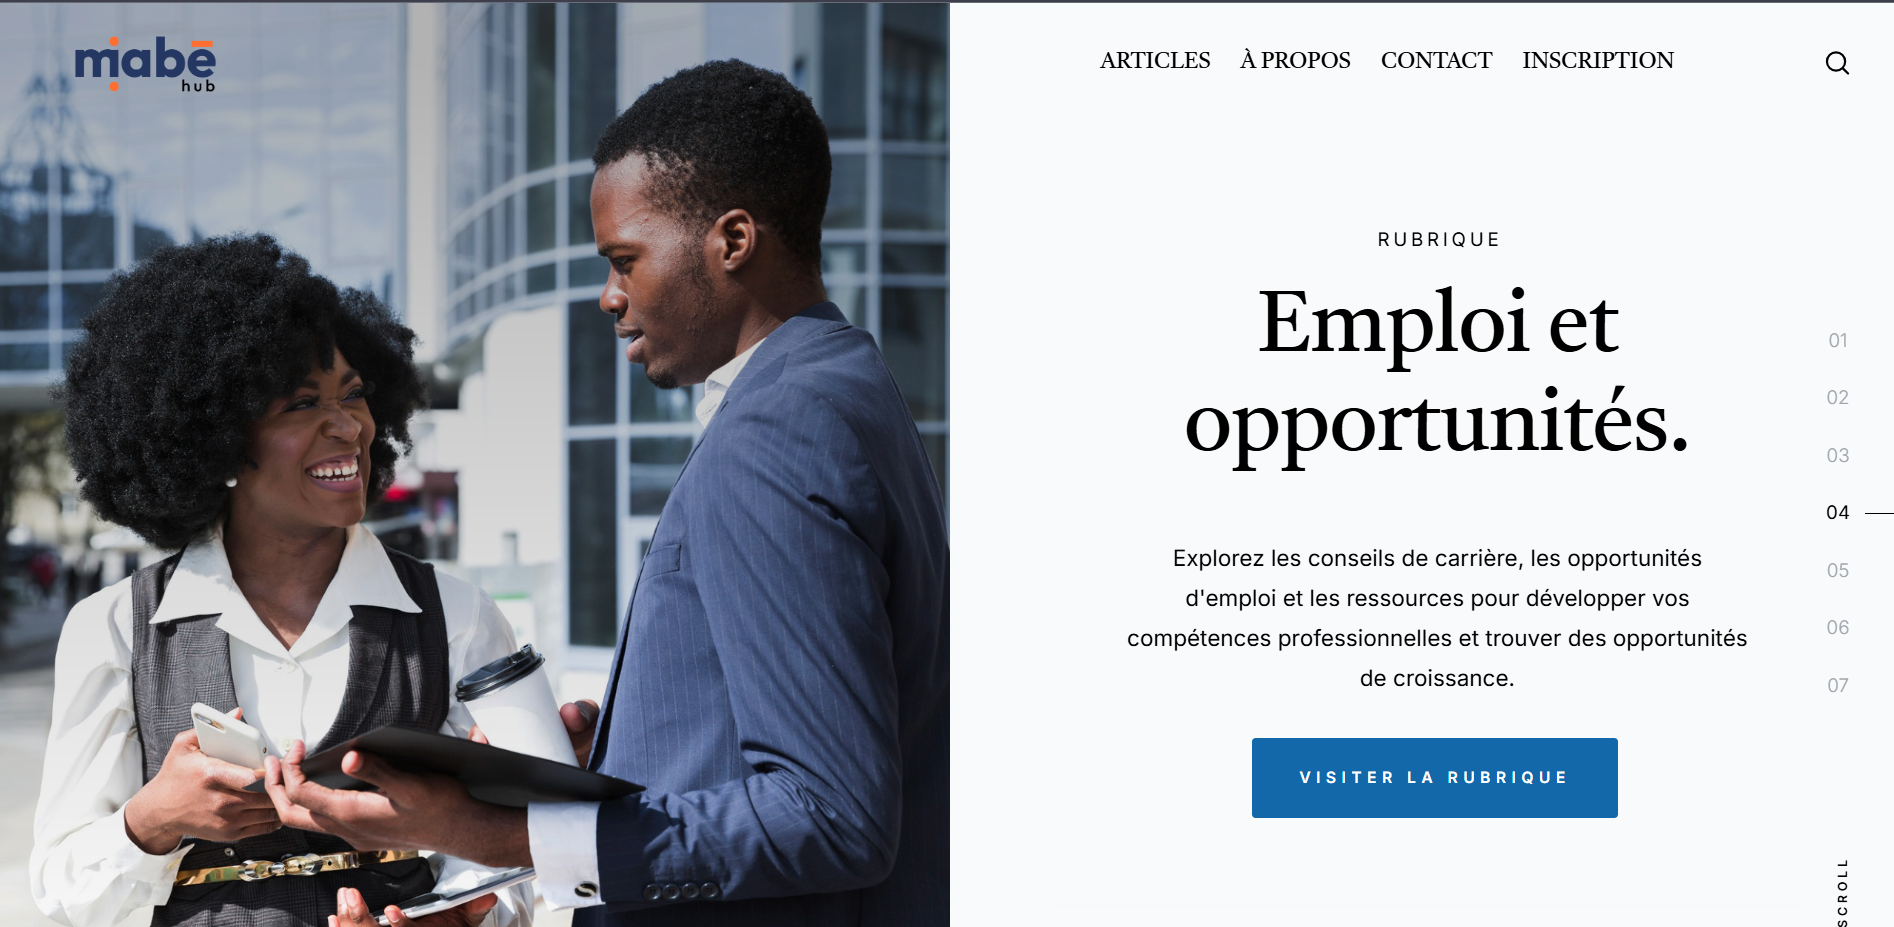 miabē
hub
ARTICLES À PROPOS CONTACT INSCRIPTION
RUBRIQUE
Emploi et
opportunités.
Explorez les conseils de carrière, les opportunités
d'emploi et les ressources pour développer vos
compétences professionnelles et trouver des opportunités
de croissance.
VISITER LA RUBRIQUE
01
02
03
04
05
06
07
SCROLL